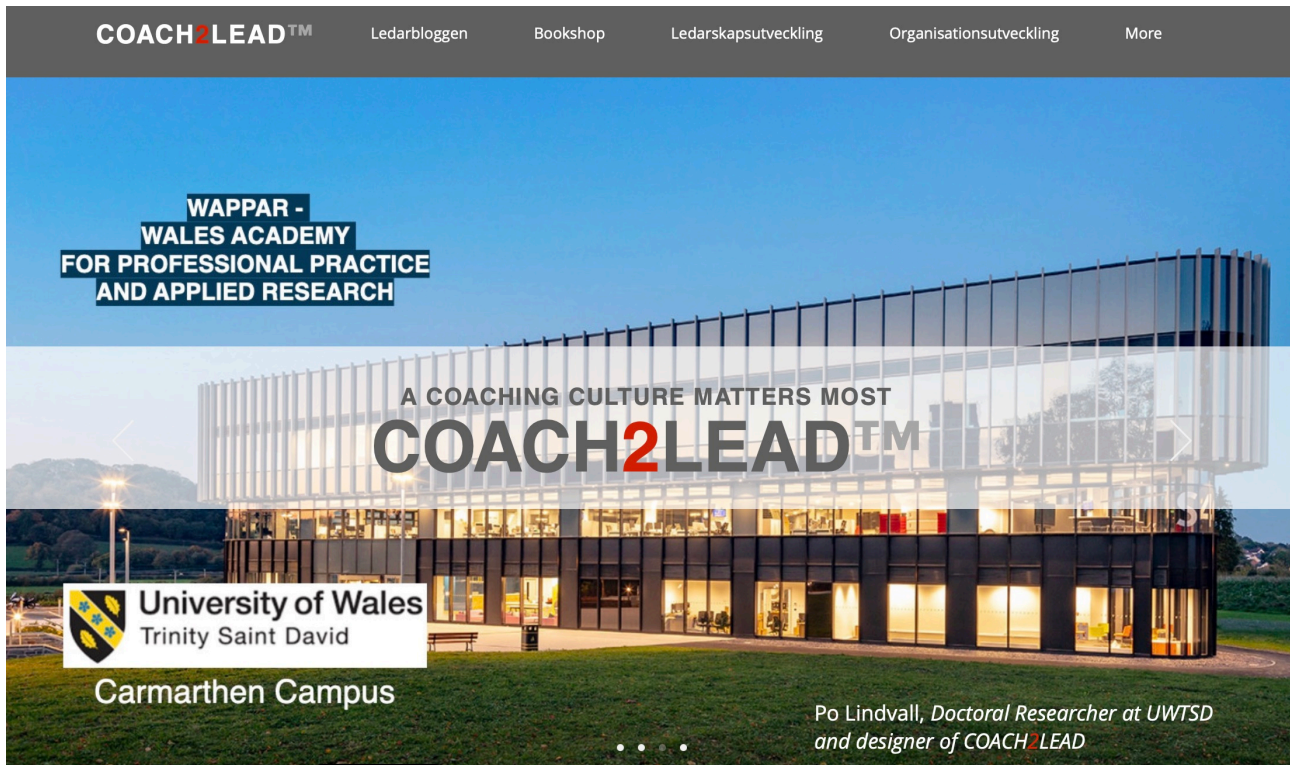 COACH2LEAD™
Ledarbloggen
Bookshop
Ledarskapsutveckling
Organisationsutveckling
More
WAPPAR -
WALES ACADEMY
FOR PROFESSIONAL PRACTICE
AND APPLIED RESEARCH
A COACHING CULTURE MATTERS MOST
COACH2LEAD™
S
University of Wales
Trinity Saint David
Carmarthen Campus
Po Lindvall, Doctoral Researcher at UWTSD
and designer of COACH2LEAD